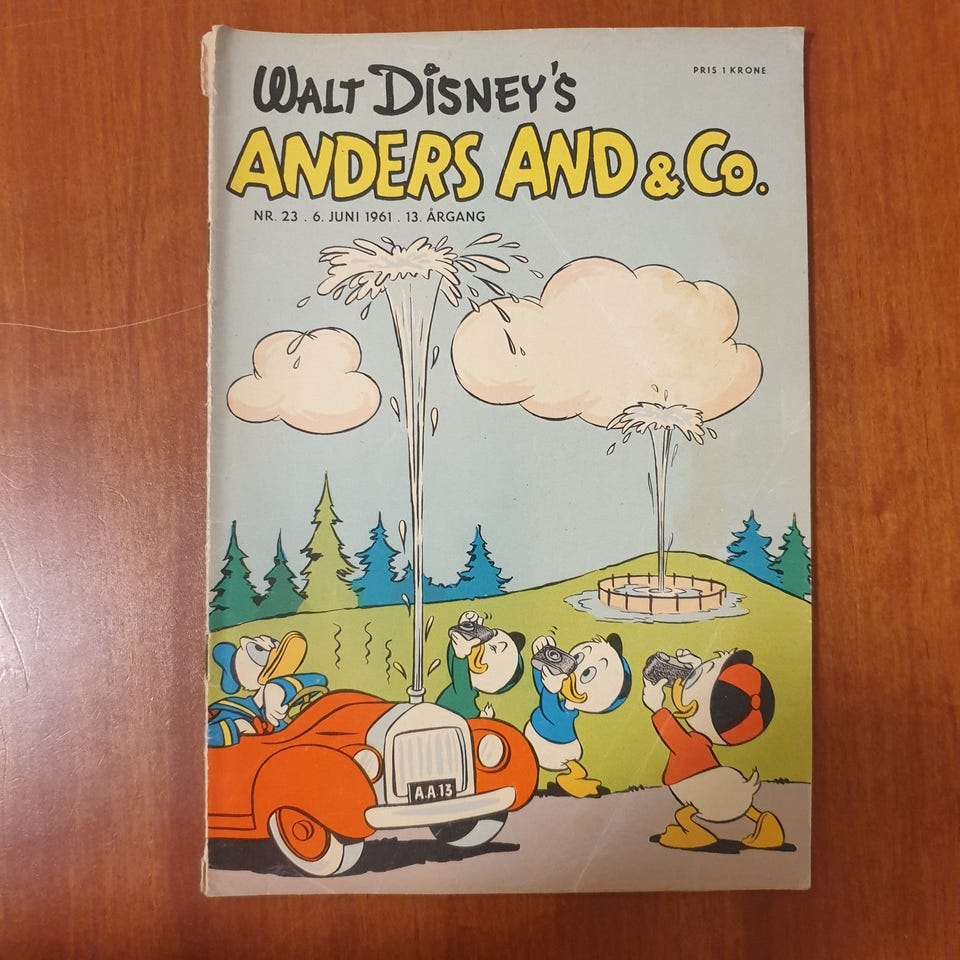 WALT DISNEY'S
PRIS 1 KRONE
ANDERS AND & CO.
NR. 23 . 6. JUNI 1961 . 13. ÅRGANG
A.A.13